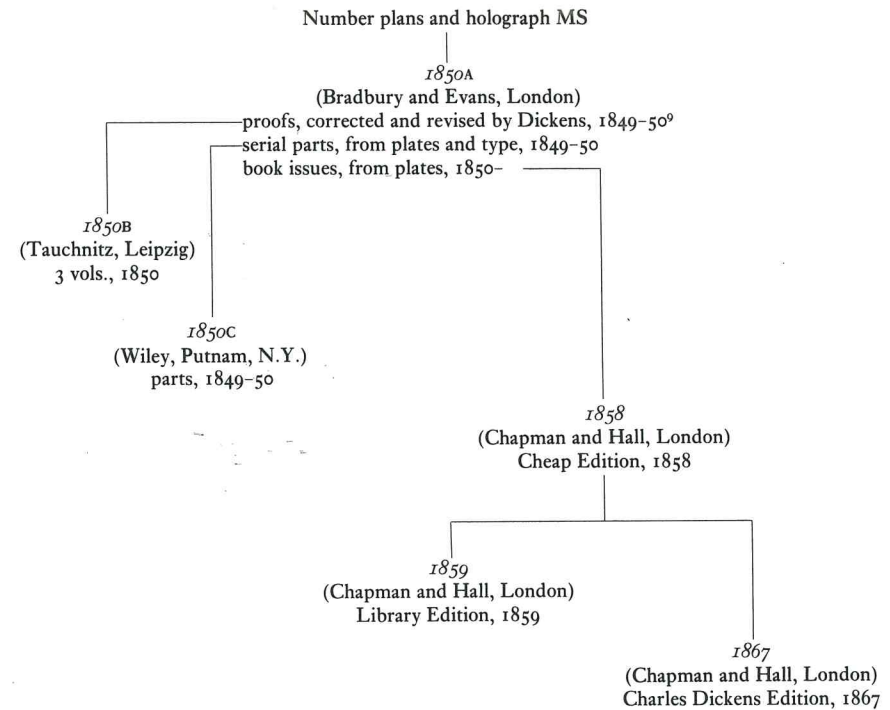 Number plans and holograph MS
1850A
(Bradbury and Evans, London)
proofs, corrected and revised by Dickens, 1849–50⁹
serial parts, from plates and type, 1849–50
book issues, from plates, 1850–
1850B
(Tauchnitz, Leipzig)
3 vols., 1850
1850C
(Wiley, Putnam, N.Y.)
parts, 1849–50
1858
(Chapman and Hall, London)
Cheap Edition, 1858
1859
(Chapman and Hall, London)
Library Edition, 1859
1867
(Chapman and Hall, London)
Charles Dickens Edition, 1867